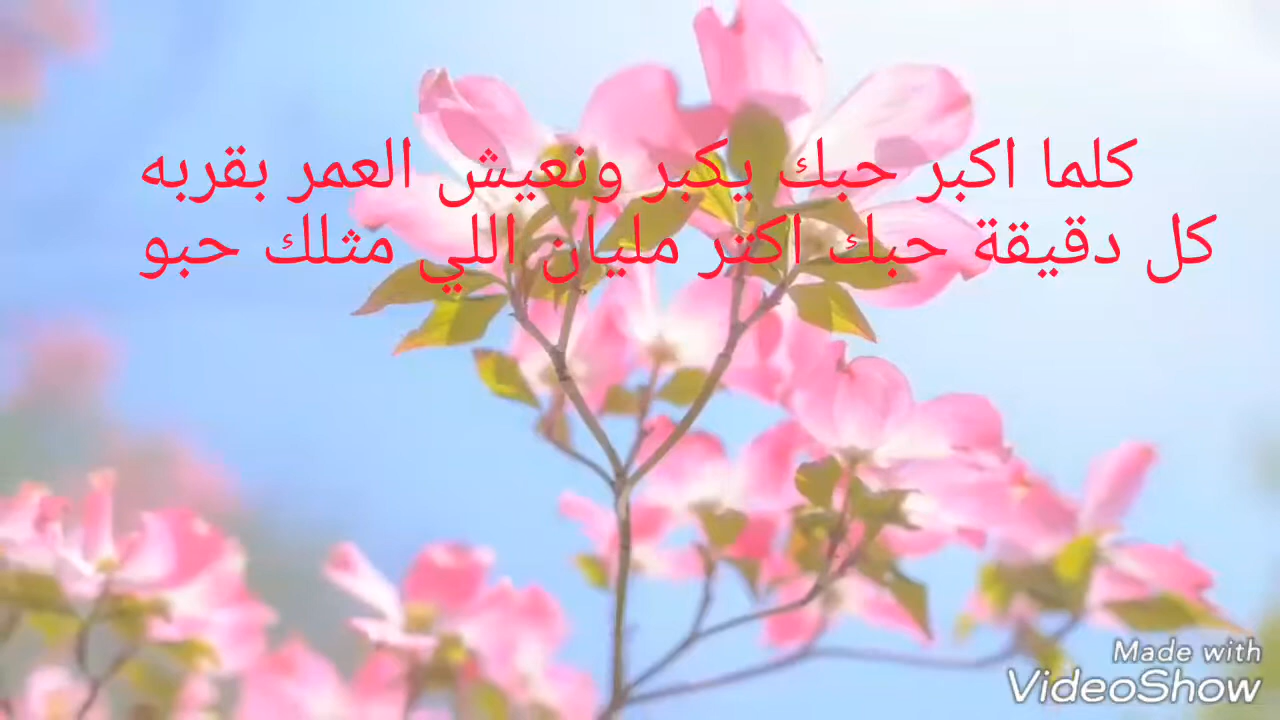 كلما اكبر حبك يكبر ونعيش العمر بقربه
كل دقيقة حبك اكتر مليان اللي مثلك حبو
Made with
VideoShow